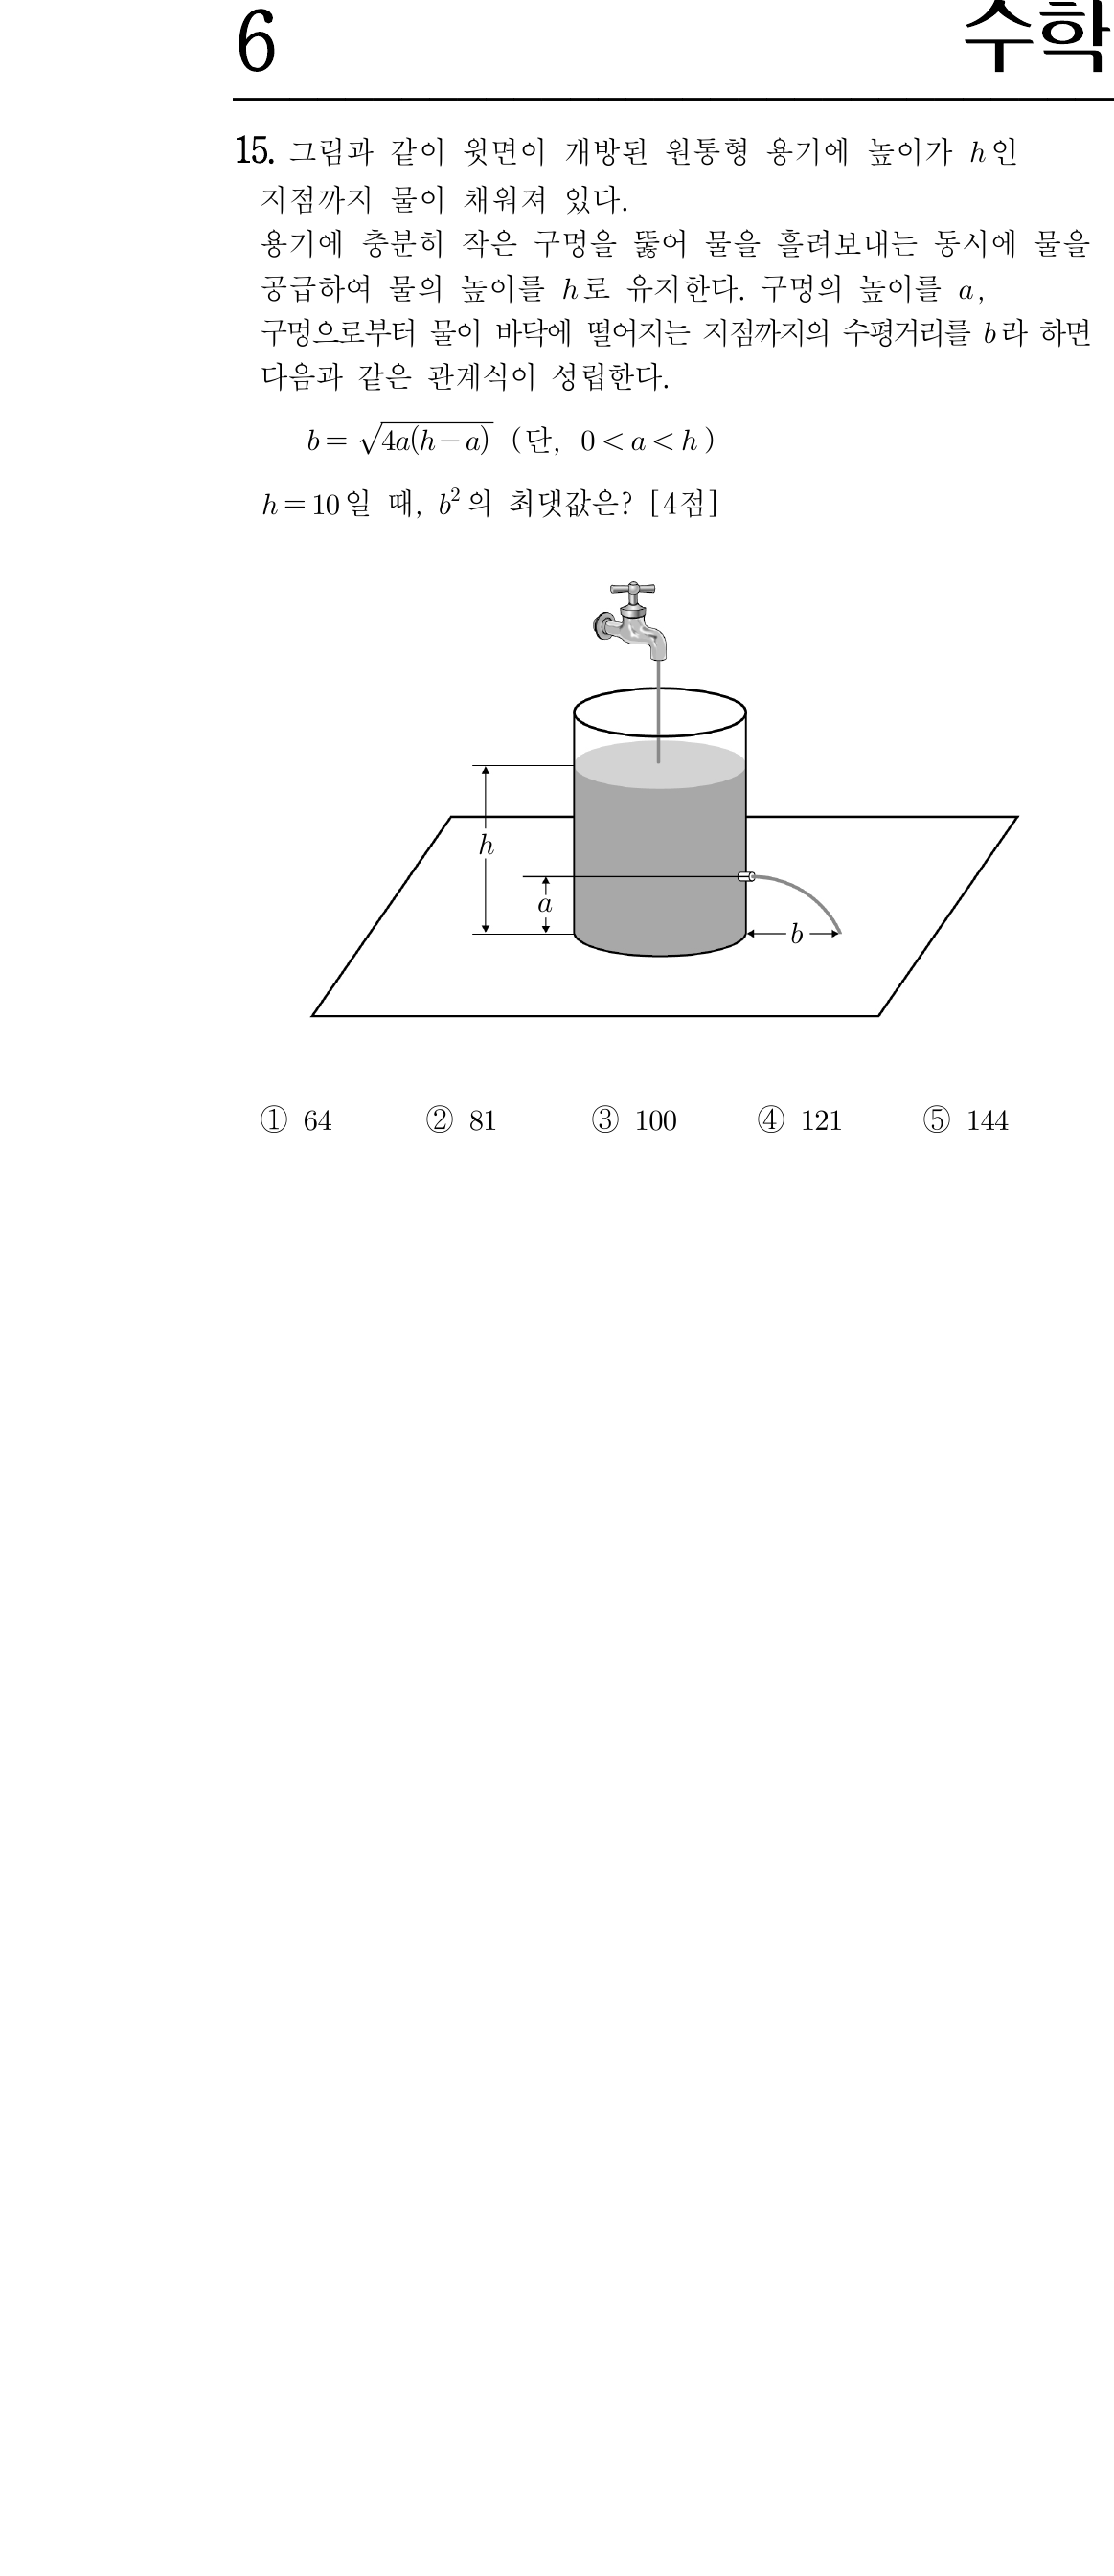 6
수학
15. 그림과 같이 윗면이 개방된 원통형 용기에 높이가 h인
지점까지 물이 채워져 있다.
용기에 충분히 작은 구멍을 뚫어 물을 흘려보내는 동시에 물을
공급하여 물의 높이를 h로 유지한다. 구멍의 높이를 a,
구멍으로부터 물이 바닥에 떨어지는 지점까지의 수평거리를 b라 하면
다음과 같은 관계식이 성립한다.
b = √4a(h−a) (단, 0 < a < h)
h = 10일 때, b²의 최댓값은? [4점]
h
a
b
① 64 ② 81 ③ 100 ④ 121 ⑤ 144